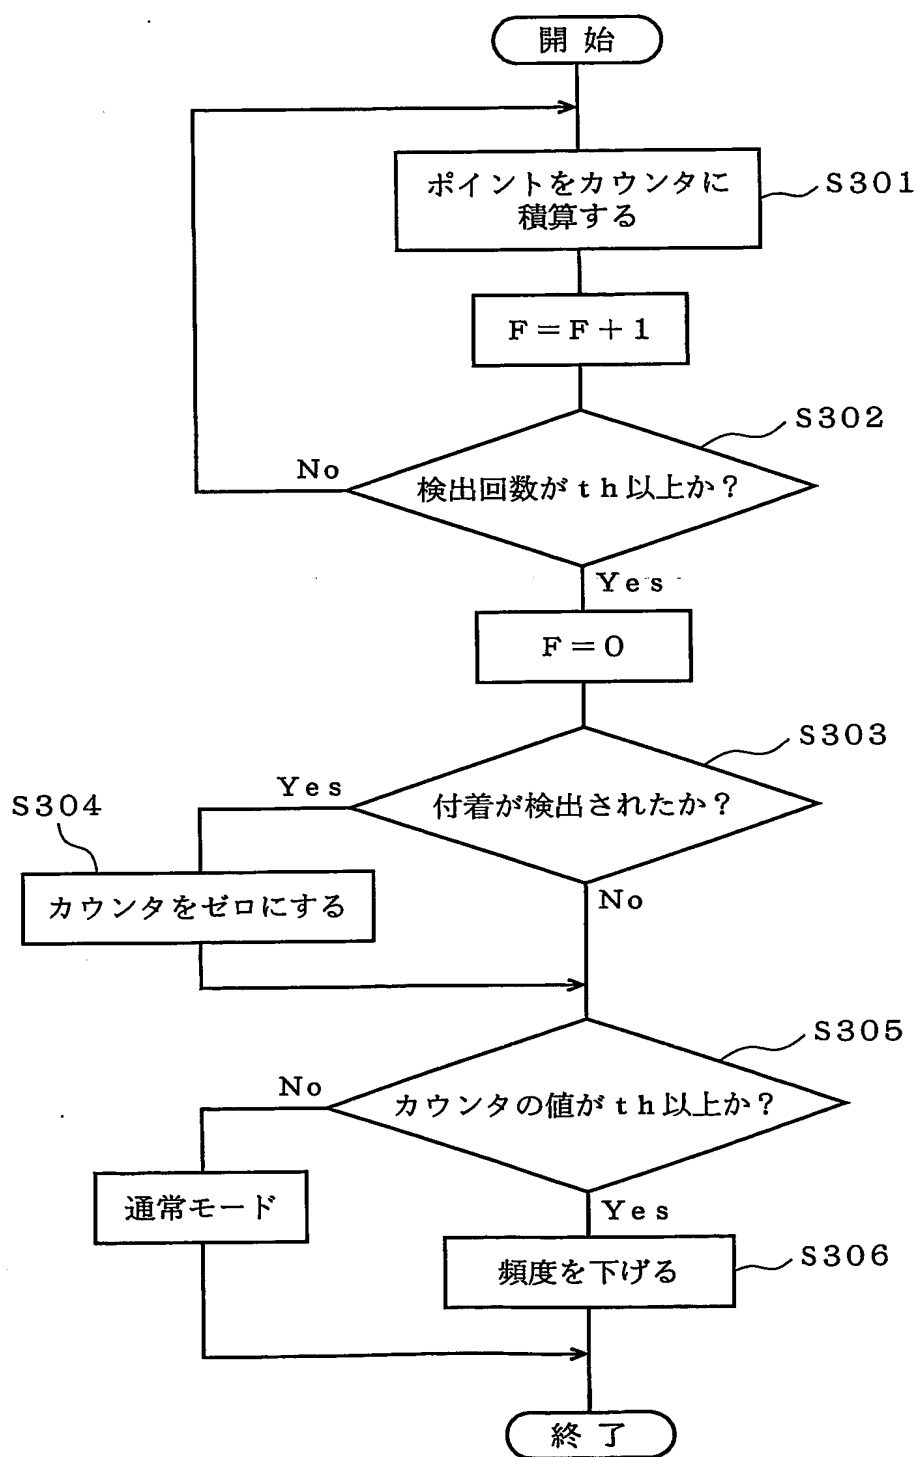 開始
ポイントをカウンタに
積算する
S301
F=F+1
S302
No
検出回数がth以上か?
Yes
F=0
S303
Yes
付着が検出されたか?
S304
カウンタをゼロにする
No
S305
No
カウンタの値がth以上か?
通常モード
Yes
頻度を下げる
S306
終了